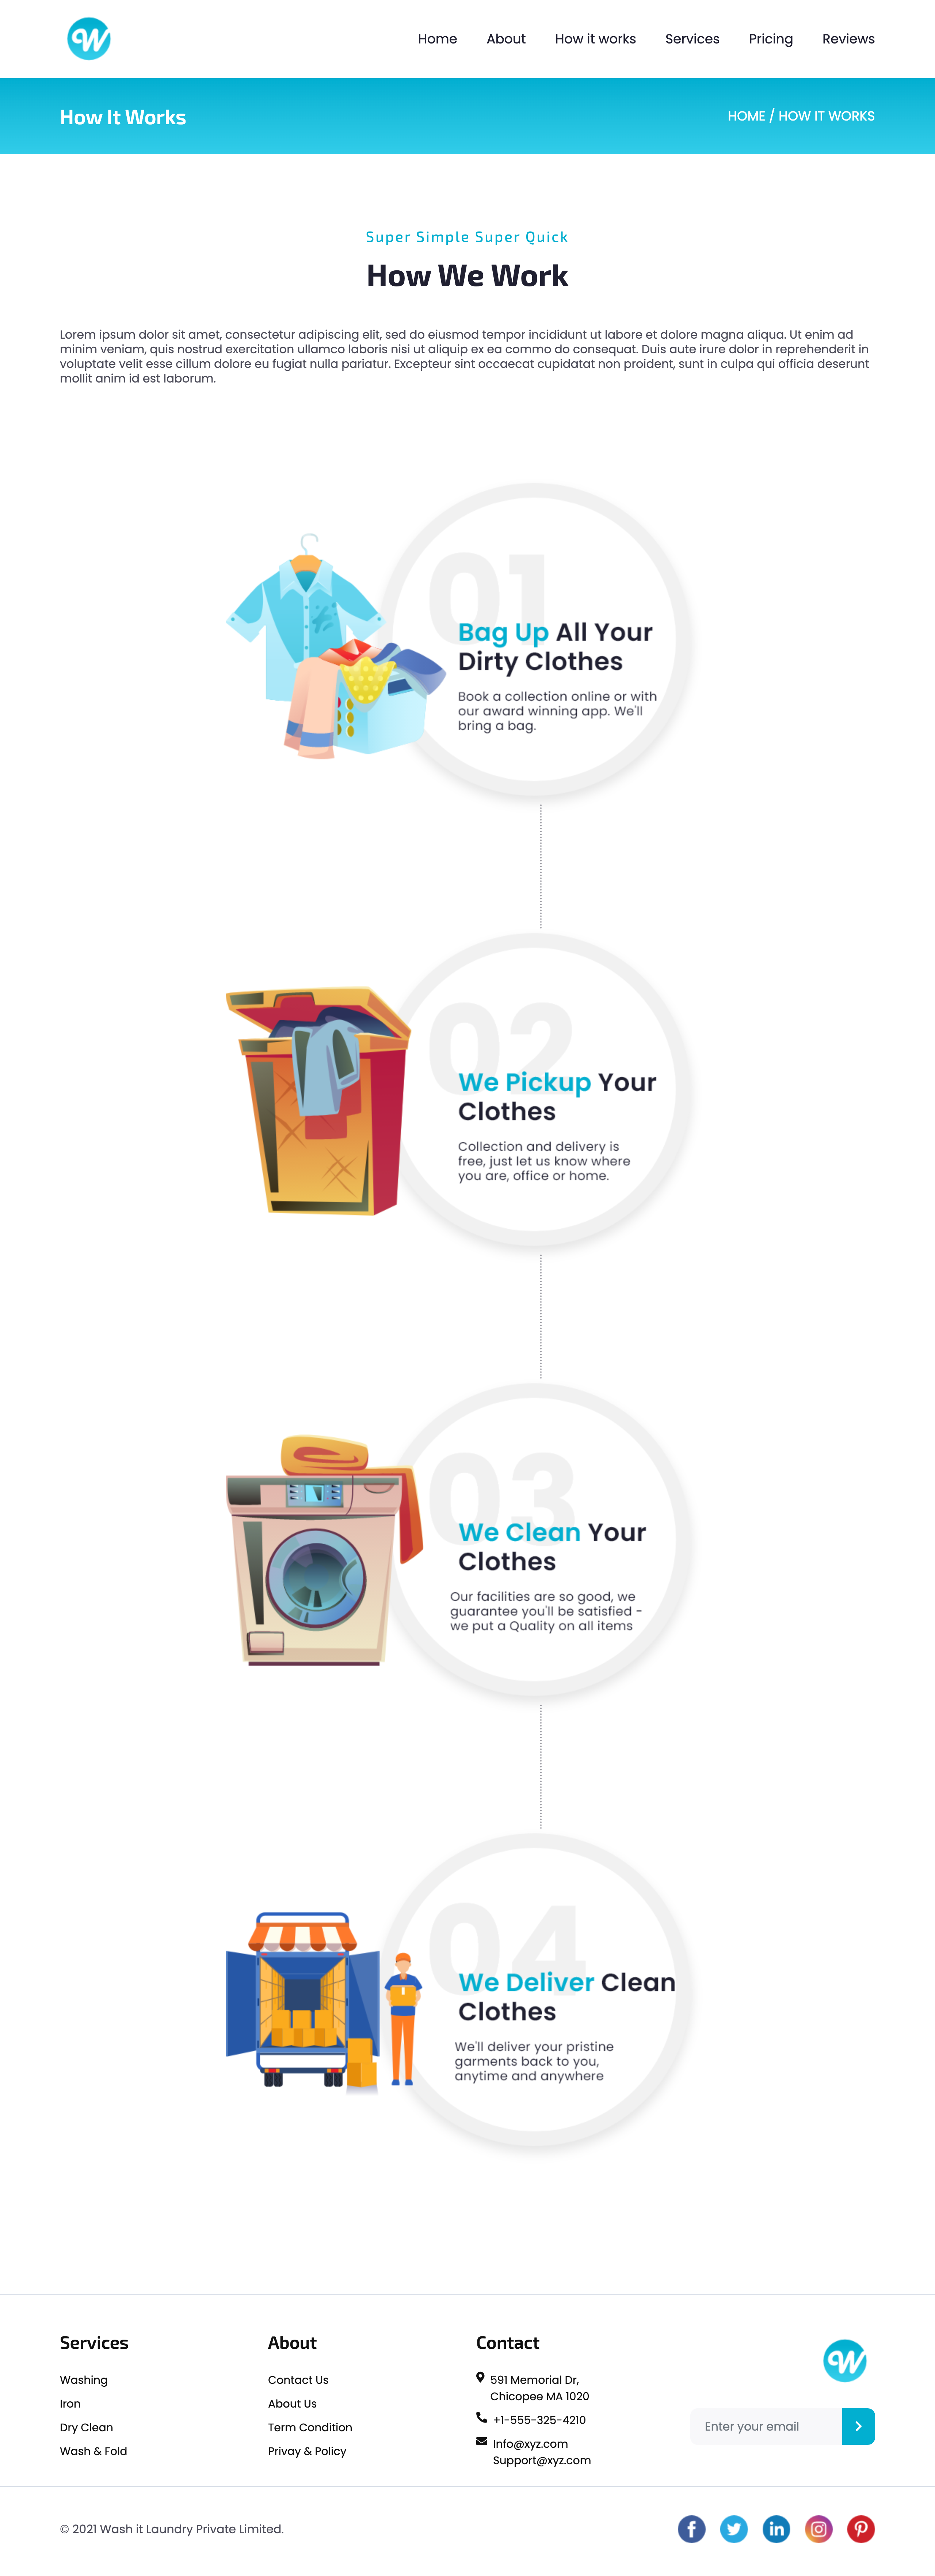 W
Home About How it works Services Pricing Reviews
How It Works
HOME / HOW IT WORKS
Super Simple Super Quick
How We Work
Lorem ipsum dolor sit amet, consectetur adipiscing elit, sed do eiusmod tempor incididunt ut labore et dolore magna aliqua. Ut enim ad
minim veniam, quis nostrud exercitation ullamco laboris nisi ut aliquip ex ea commo do consequat. Duis aute irure dolor in reprehenderit in
voluptate velit esse cillum dolore eu fugiat nulla pariatur. Excepteur sint occaecat cupidatat non proident, sunt in culpa qui officia deserunt
mollit anim id est laborum.
01
Bag Up All Your
Dirty Clothes
Book a collection online or with
our award winning app. We'll
bring a bag.
02
We Pickup Your
Clothes
Collection and delivery is
free, just let us know where
you are, office or home.
03
We Clean Your
Clothes
Our facilities are so good, we
guarantee you'll be satisfied -
we put a Quality on all items
04
We Deliver Clean
Clothes
We'll deliver your pristine
garments back to you,
anytime and anywhere
Services
Washing
Iron
Dry Clean
Wash & Fold
About
Contact Us
About Us
Term Condition
Privay & Policy
Contact
591 Memorial Dr,
Chicopee MA 1020
+1-555-325-4210
Info@xyz.com
Support@xyz.com
W
Enter your email
© 2021 Wash it Laundry Private Limited.